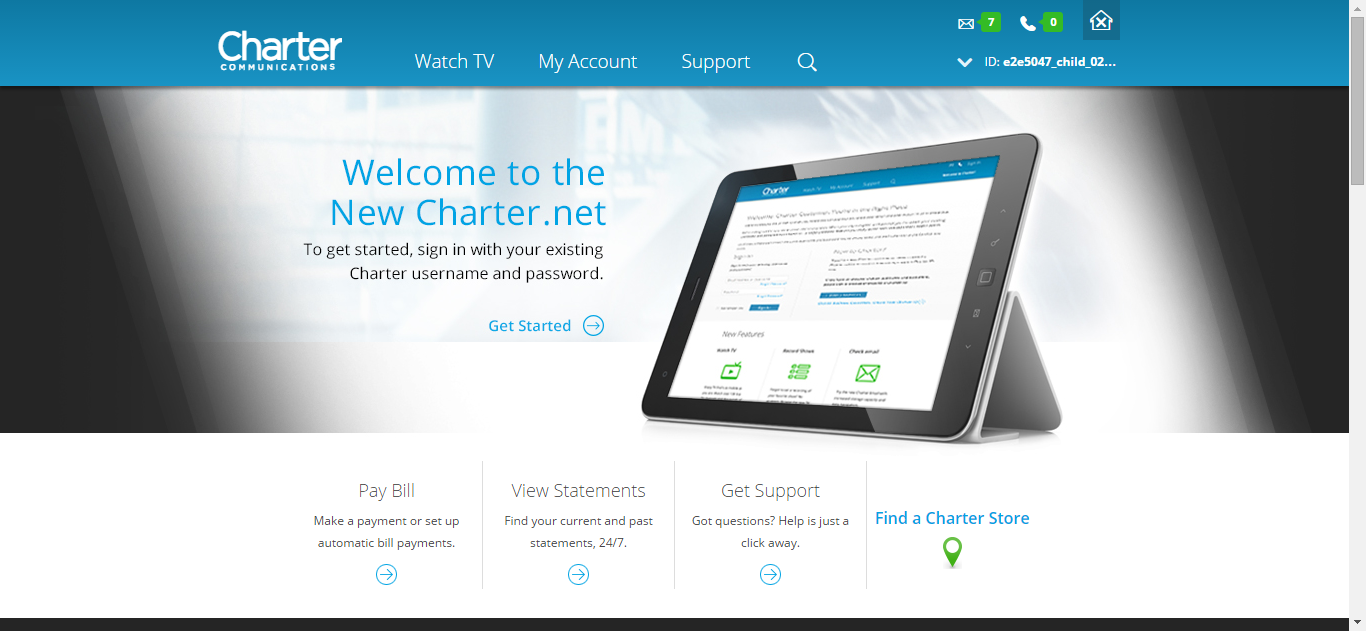 7
0
Charter
COMMUNICATIONS
Watch TV
My Account
Support
ID: e2e5047_child_02...
Welcome to the
New Charter.net
To get started, sign in with your existing
Charter username and password.
Get Started
Charter
Watch TV
My Account
Support
New Features
Watch TV
Record Shows
Check email
Pay Bill
Make a payment or set up
automatic bill payments.
View Statements
Find your current and past
statements, 24/7.
Get Support
Got questions? Help is just a
click away.
Find a Charter Store